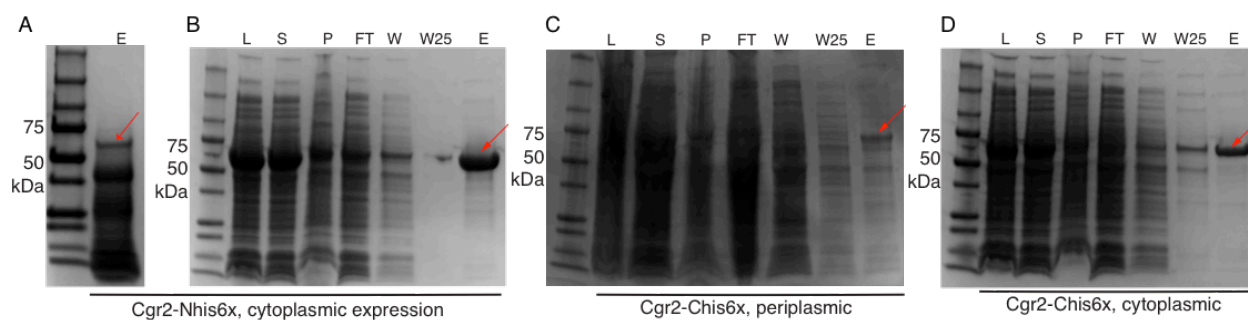 A B C D
E
L S P FT W W25 E
L S P FT W W25 E
L S P FT W W25 E
75
50
kDa
75
50
kDa
75
50
kDa
75
50
kDa
Cgr2-Nhis6x, cytoplasmic expression
Cgr2-Chis6x, periplasmic
Cgr2-Chis6x, cytoplasmic